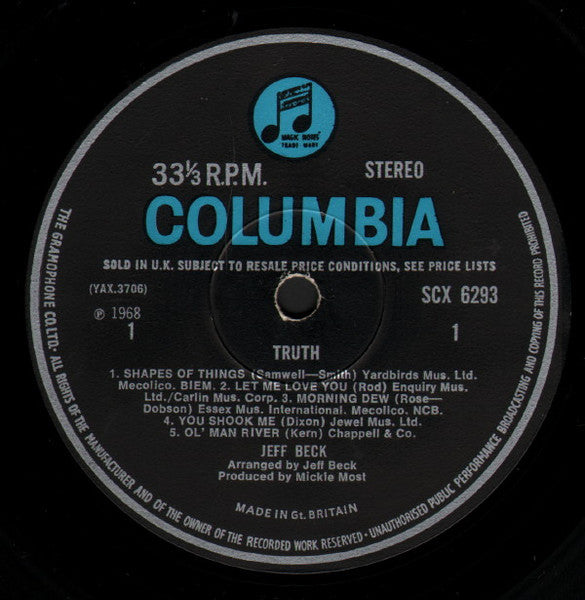 Columbia
Records
MAGIC NOTES
TRADE MARK
33⅓ R.P.M.
STEREO
COLUMBIA
SOLD IN U.K. SUBJECT TO RESALE PRICE CONDITIONS, SEE PRICE LISTS
(YAX.3706)
SCX 6293
℗ 1968
1
1
TRUTH
1. SHAPES OF THINGS (Samwell—Smith) Yardbirds Mus. Ltd.
Mecolico. BIEM. 2. LET ME LOVE YOU (Rod) Enquiry Mus.
Ltd./Carlin Mus. Corp. 3. MORNING DEW (Rose—
Dobson) Essex Mus. International. Mecolico. NCB.
4. YOU SHOOK ME (Dixon) Jewel Mus. Ltd.
5. OL' MAN RIVER (Kern) Chappell & Co.
JEFF BECK
Arranged by Jeff Beck
Produced by Mickie Most
MADE IN Gt. BRITAIN
THE GRAMOPHONE CO. LTD. · ALL RIGHTS OF THE MANUFACTURER AND OF THE OWNER OF THE RECORDED WORK RESERVED · UNAUTHORISED PUBLIC PERFORMANCE BROADCASTING AND COPYING OF THIS RECORD PROHIBITED